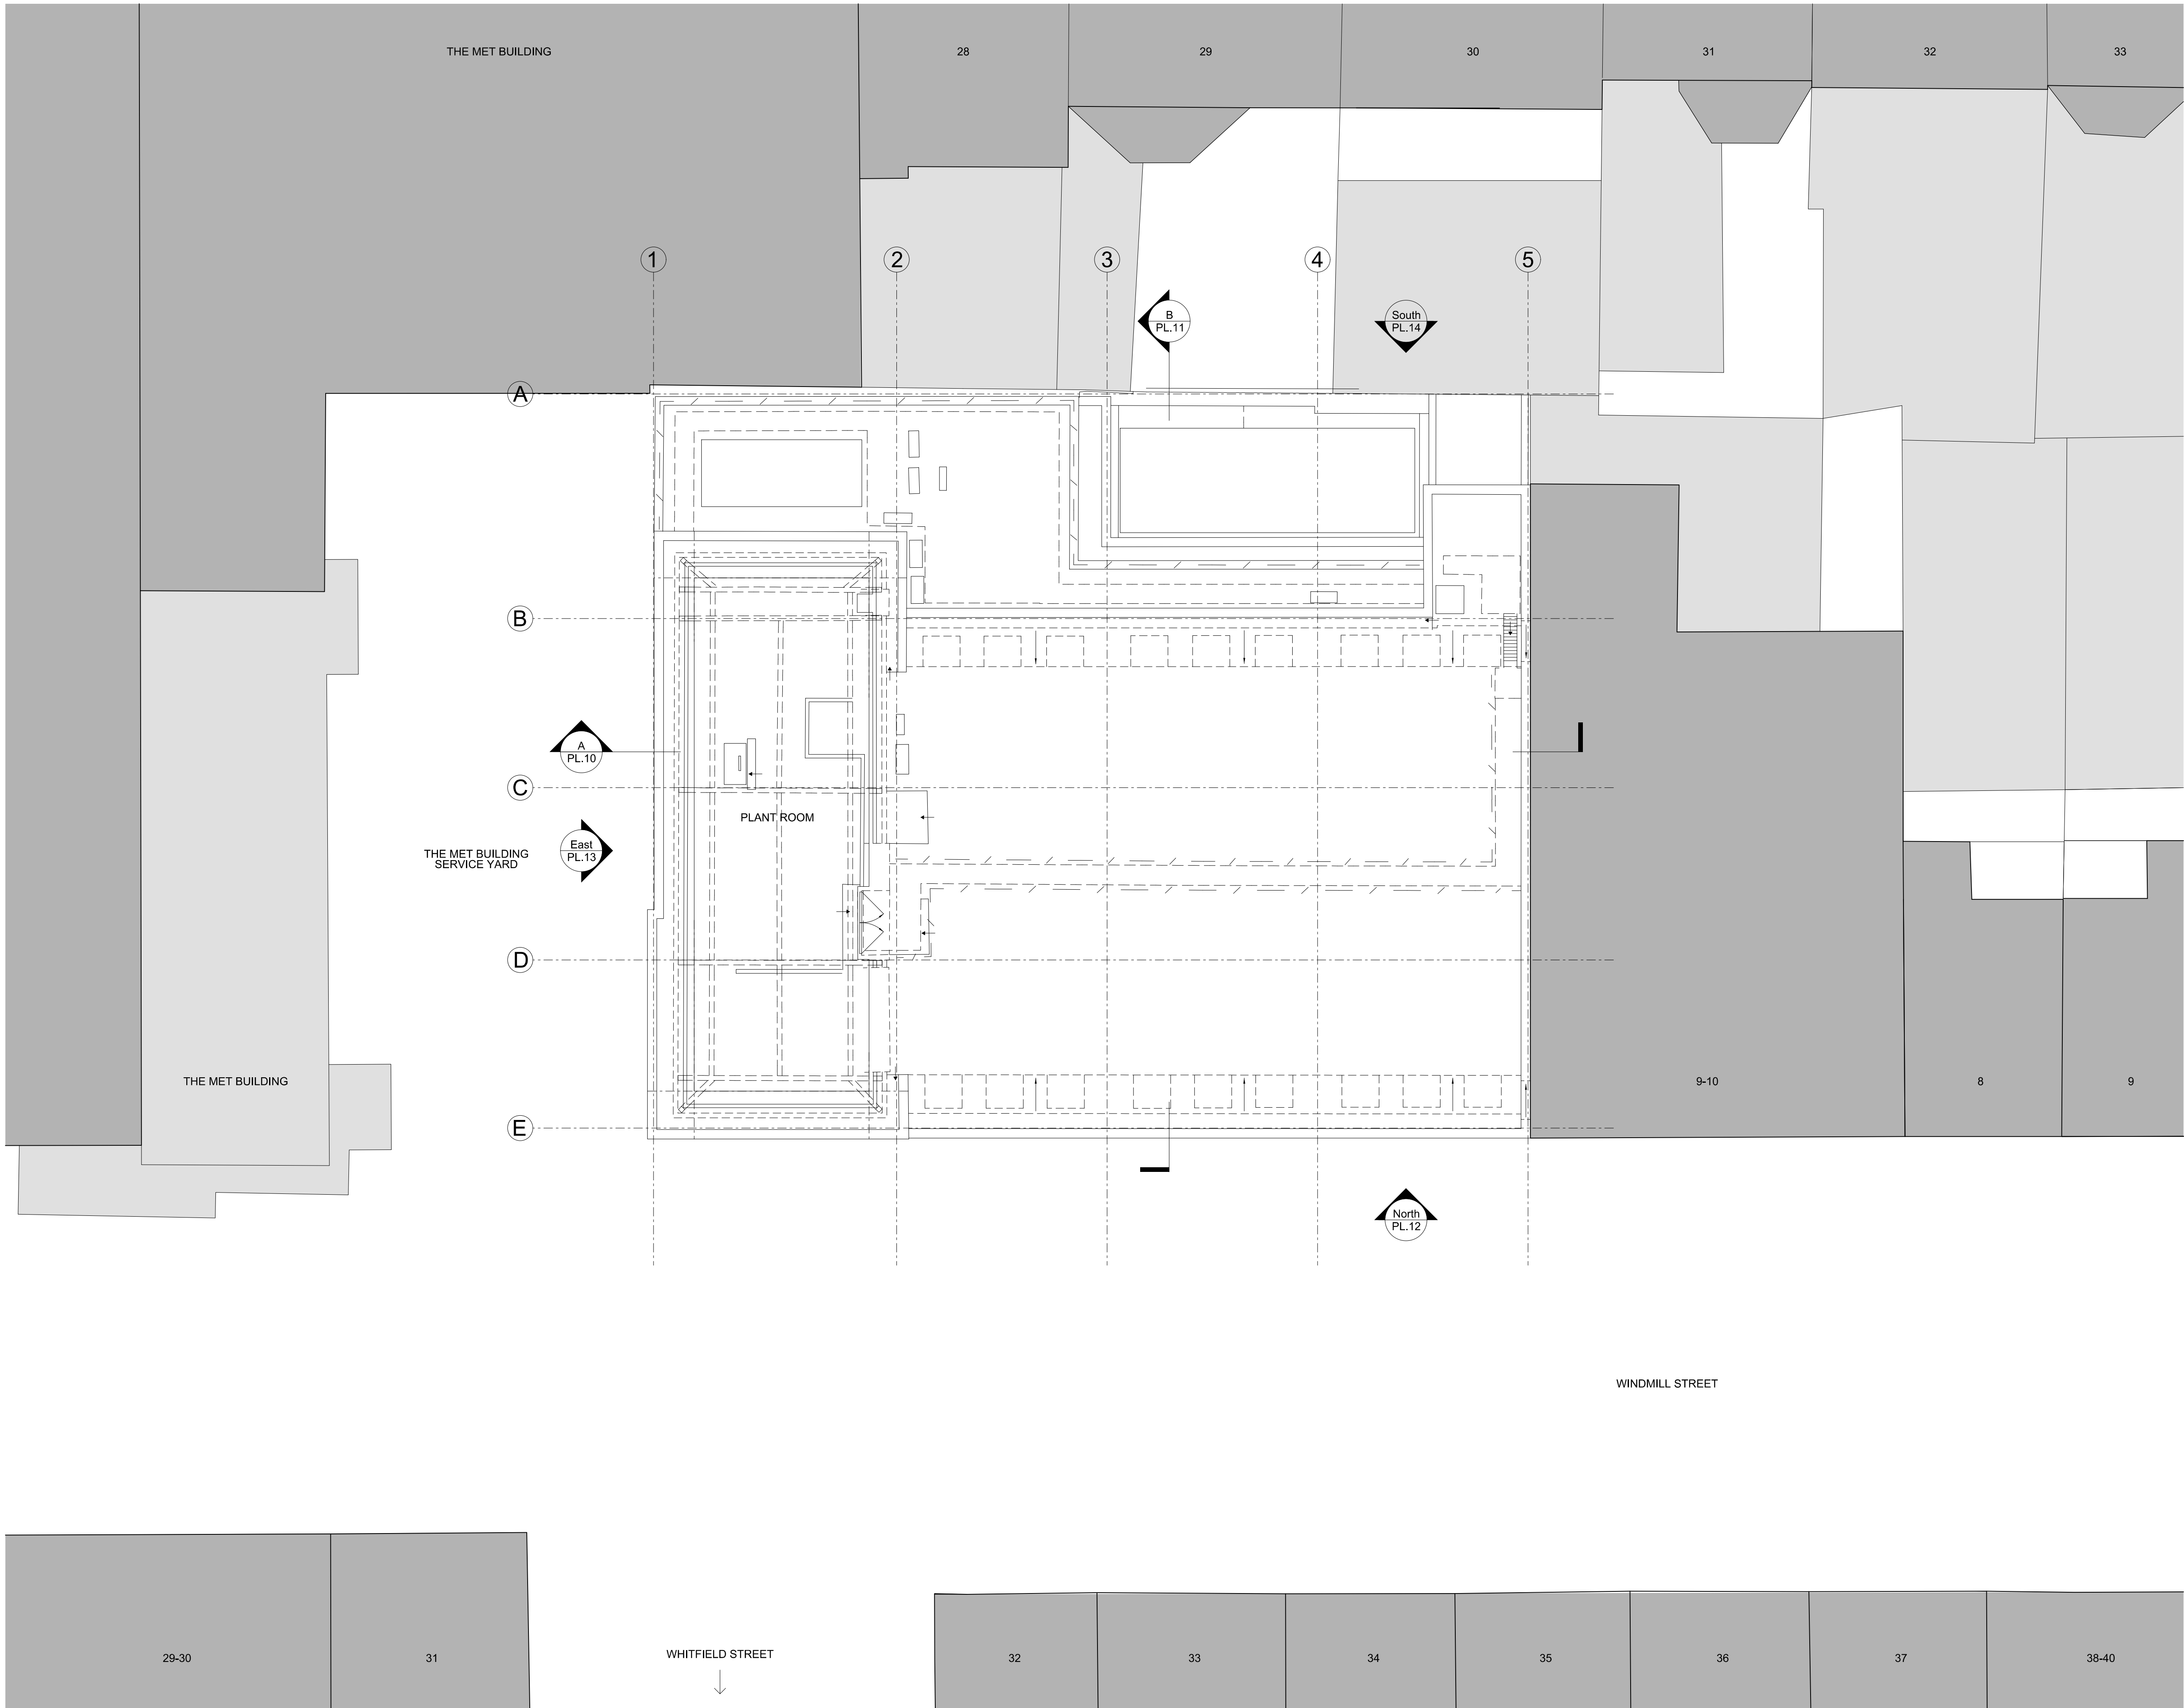 THE MET BUILDING
28
29
30
31
32
33
1
2
3
4
5
B
PL.11
South
PL.14
A
B
A
PL.10
C
PLANT ROOM
THE MET BUILDING
SERVICE YARD
East
PL.13
D
THE MET BUILDING
9-10
8
9
E
North
PL.12
WINDMILL STREET
29-30
31
WHITFIELD STREET
32
33
34
35
36
37
38-40